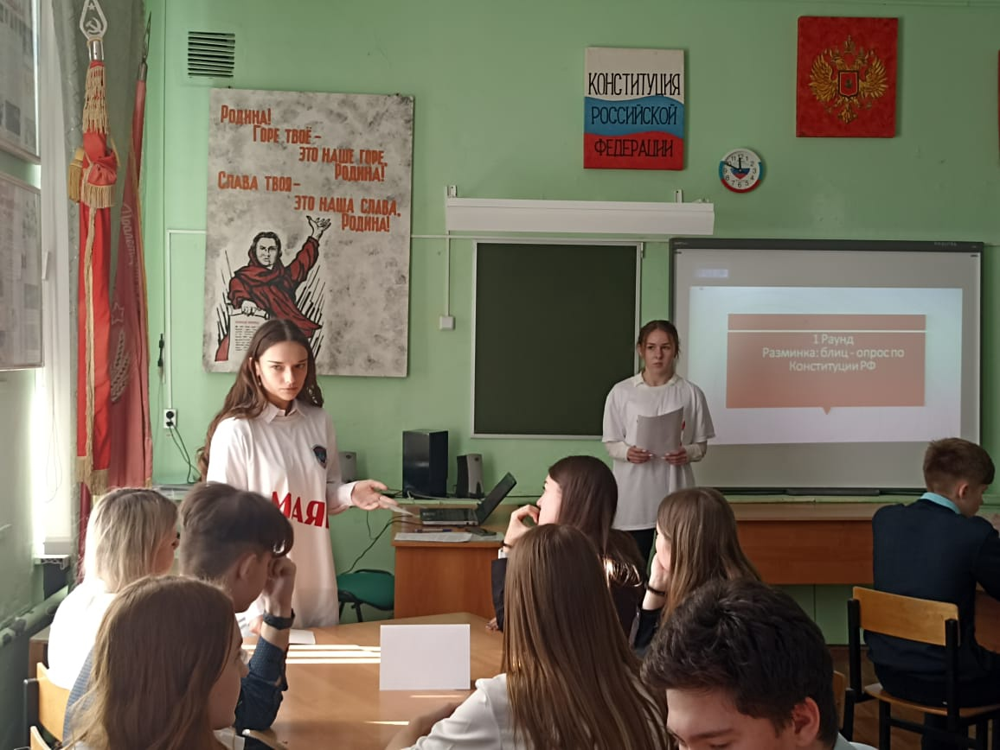 Родина!
Горе твоё –
это наше горе,
Родина!
Слава твоя –
это наша слава,
Родина!
КОНСТИТУЦИЯ
РОССИЙСКОЙ
ФЕДЕРАЦИИ
1 Раунд
Разминка: блиц - опрос по
Конституции РФ
МАЯ